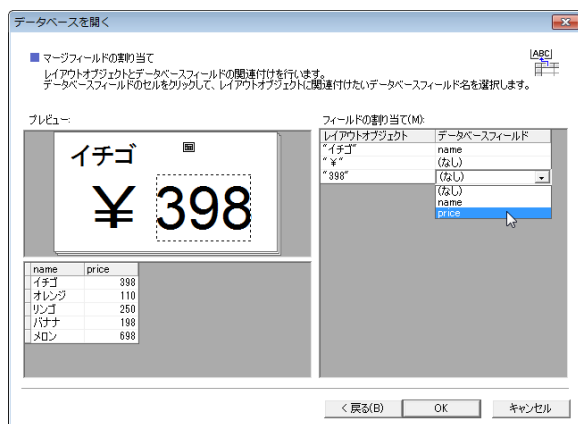 データベースを開く
マージフィールドの割り当て
レイアウトオブジェクトとデータベースフィールドの関連付けを行います。
データベースフィールドのセルをクリックして、レイアウトオブジェクトに関連付けたいデータベースフィールド名を選択します。
ABC
プレビュー:
イチゴ
¥ 398
name price
イチゴ 398
オレンジ 110
リンゴ 250
バナナ 198
メロン 698
フィールドの割り当て(M):
レイアウトオブジェクト データベースフィールド
"イチゴ" name
"¥" (なし)
"398" (なし)
(なし)
name
price
< 戻る(B) OK キャンセル